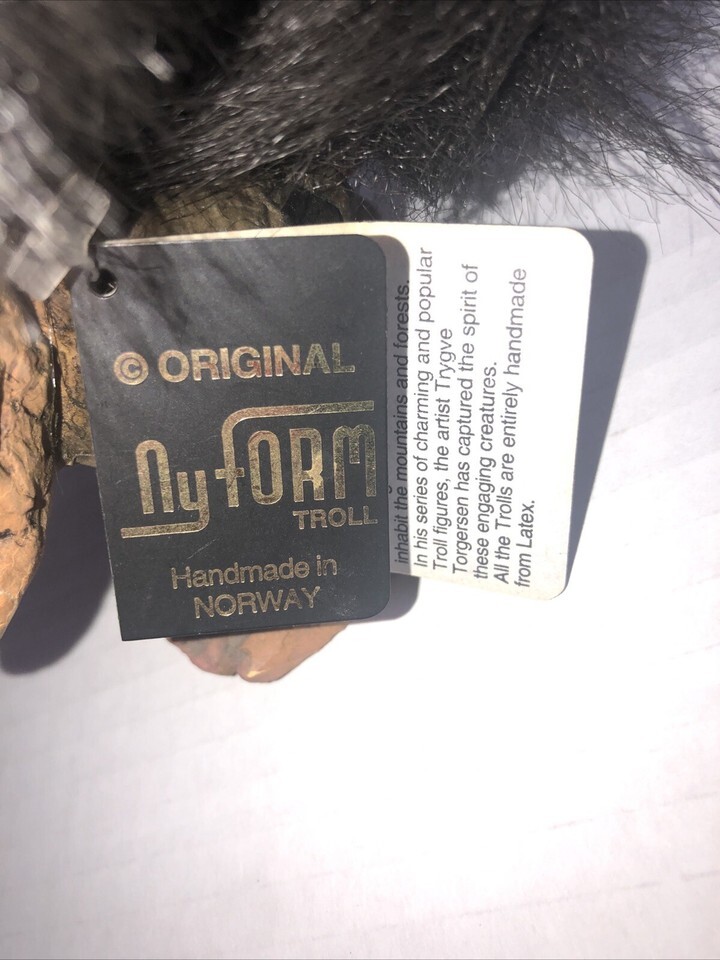 © ORIGINAL
nyform
TROLL
Handmade in
NORWAY
inhabit the mountains and forests.
In his series of charming and popular
Troll figures, the artist Trygve
Torgersen has captured the spirit of
these engaging creatures.
All the Trolls are entirely handmade
from Latex.